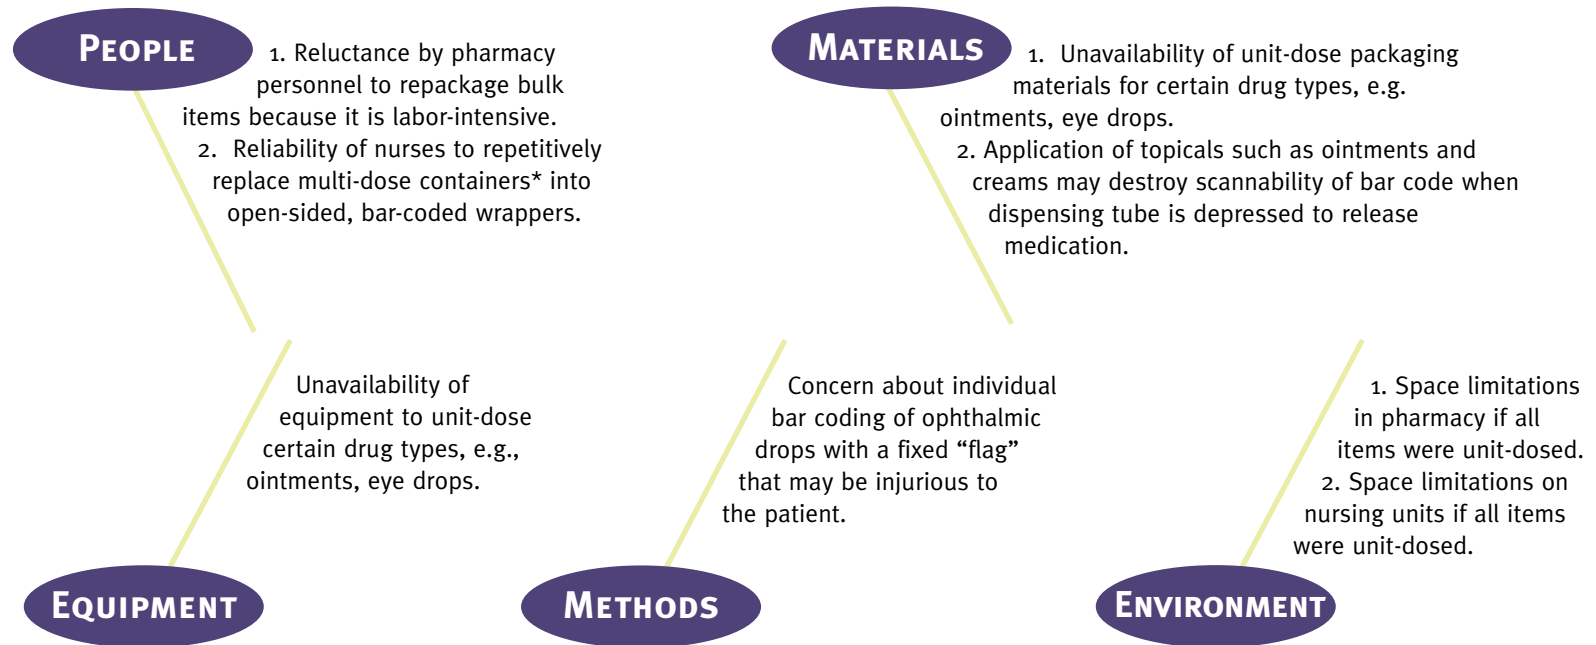 PEOPLE
1. Reluctance by pharmacy
personnel to repackage bulk
items because it is labor-intensive.
2. Reliability of nurses to repetitively
replace multi-dose containers* into
open-sided, bar-coded wrappers.
MATERIALS
1. Unavailability of unit-dose packaging
materials for certain drug types, e.g.
ointments, eye drops.
2. Application of topicals such as ointments and
creams may destroy scannability of bar code when
dispensing tube is depressed to release
medication.
Unavailability of
equipment to unit-dose
certain drug types, e.g.,
ointments, eye drops.
EQUIPMENT
Concern about individual
bar coding of ophthalmic
drops with a fixed “flag”
that may be injurious to
the patient.
METHODS
1. Space limitations
in pharmacy if all
items were unit-dosed.
2. Space limitations on
nursing units if all items
were unit-dosed.
ENVIRONMENT